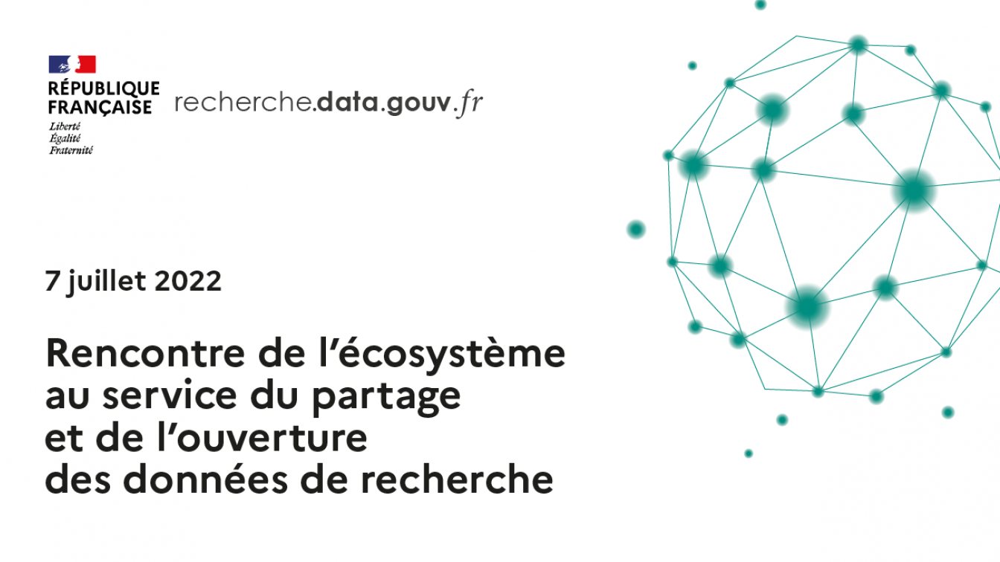 RÉPUBLIQUE
FRANÇAISE
Liberté
Égalité
Fraternité
recherche.data.gouv.fr
7 juillet 2022
Rencontre de l’écosystème
au service du partage
et de l’ouverture
des données de recherche